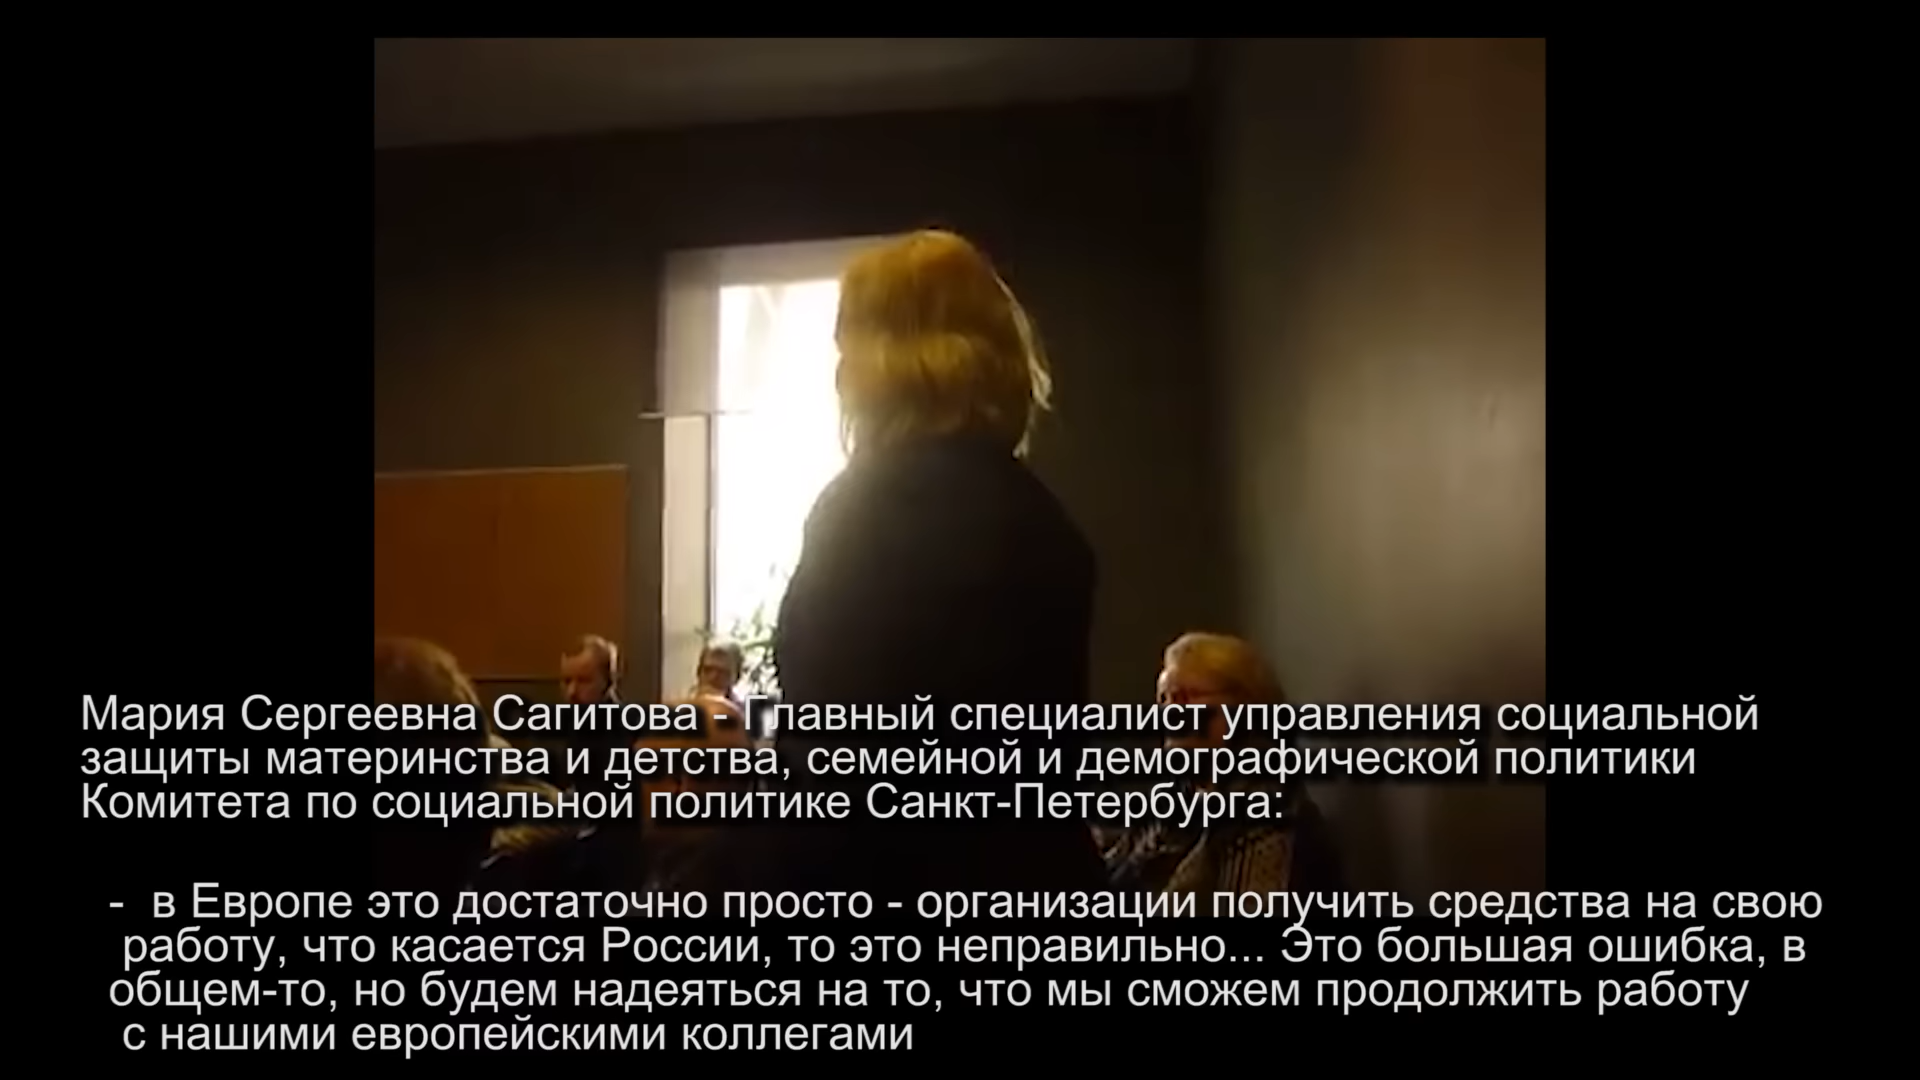 Мария Сергеевна Сагитова - Главный специалист управления социальной
защиты материнства и детства, семейной и демографической политики
Комитета по социальной политике Санкт-Петербурга:
- в Европе это достаточно просто - организации получить средства на свою
работу, что касается России, то это неправильно... Это большая ошибка, в
общем-то, но будем надеяться на то, что мы сможем продолжить работу
с нашими европейскими коллегами